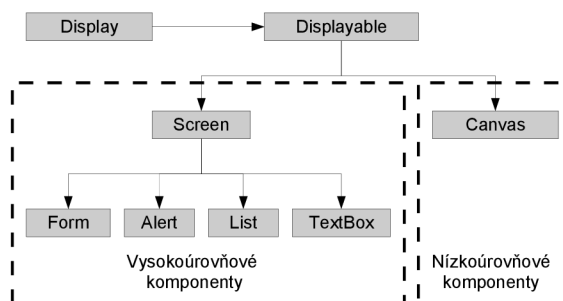 Display
Displayable
Screen
Canvas
Form
Alert
List
TextBox
Vysokoúrovňové
komponenty
Nízkoúrovňové
komponenty